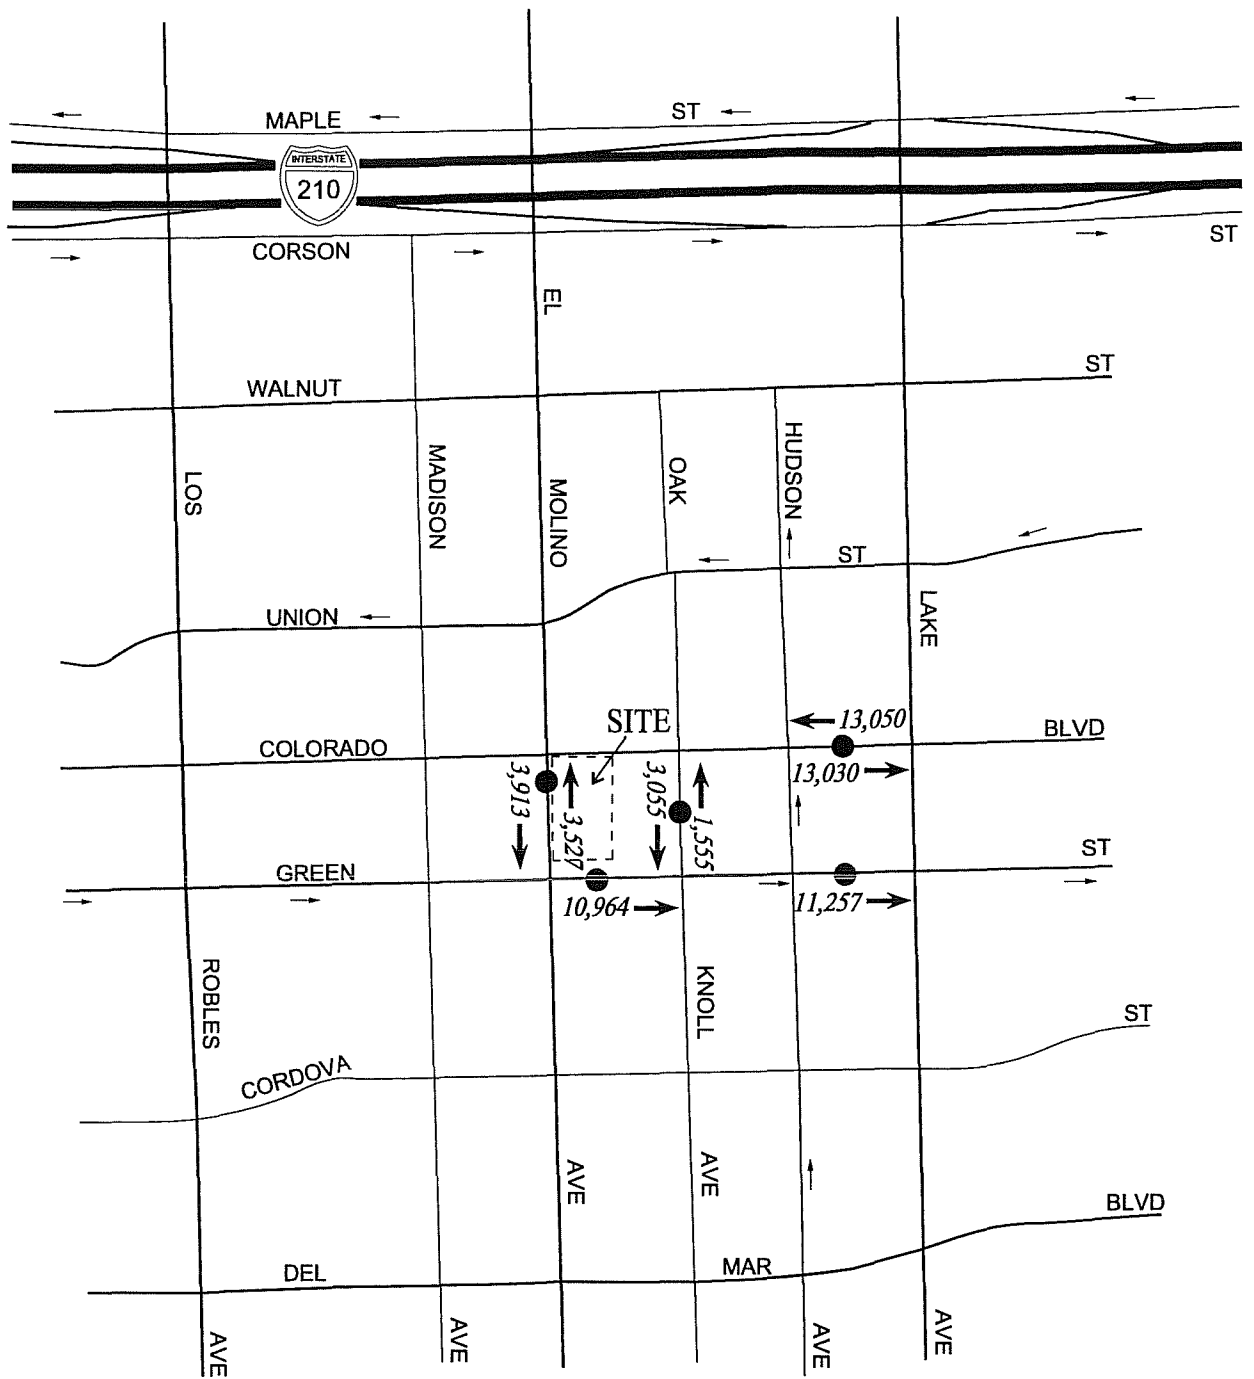 MAPLE
ST
INTERSTATE
210
CORSON
ST
EL
WALNUT
ST
LOS
MADISON
MOLINO
OAK
HUDSON
ST
UNION
LAKE
SITE
13,050
COLORADO
BLVD
13,030
3,913
3,527
3,055
1,555
GREEN
ST
10,964
11,257
ROBLES
KNOLL
ST
CORDOVA
AVE
AVE
BLVD
DEL
MAR
AVE
AVE
AVE
AVE